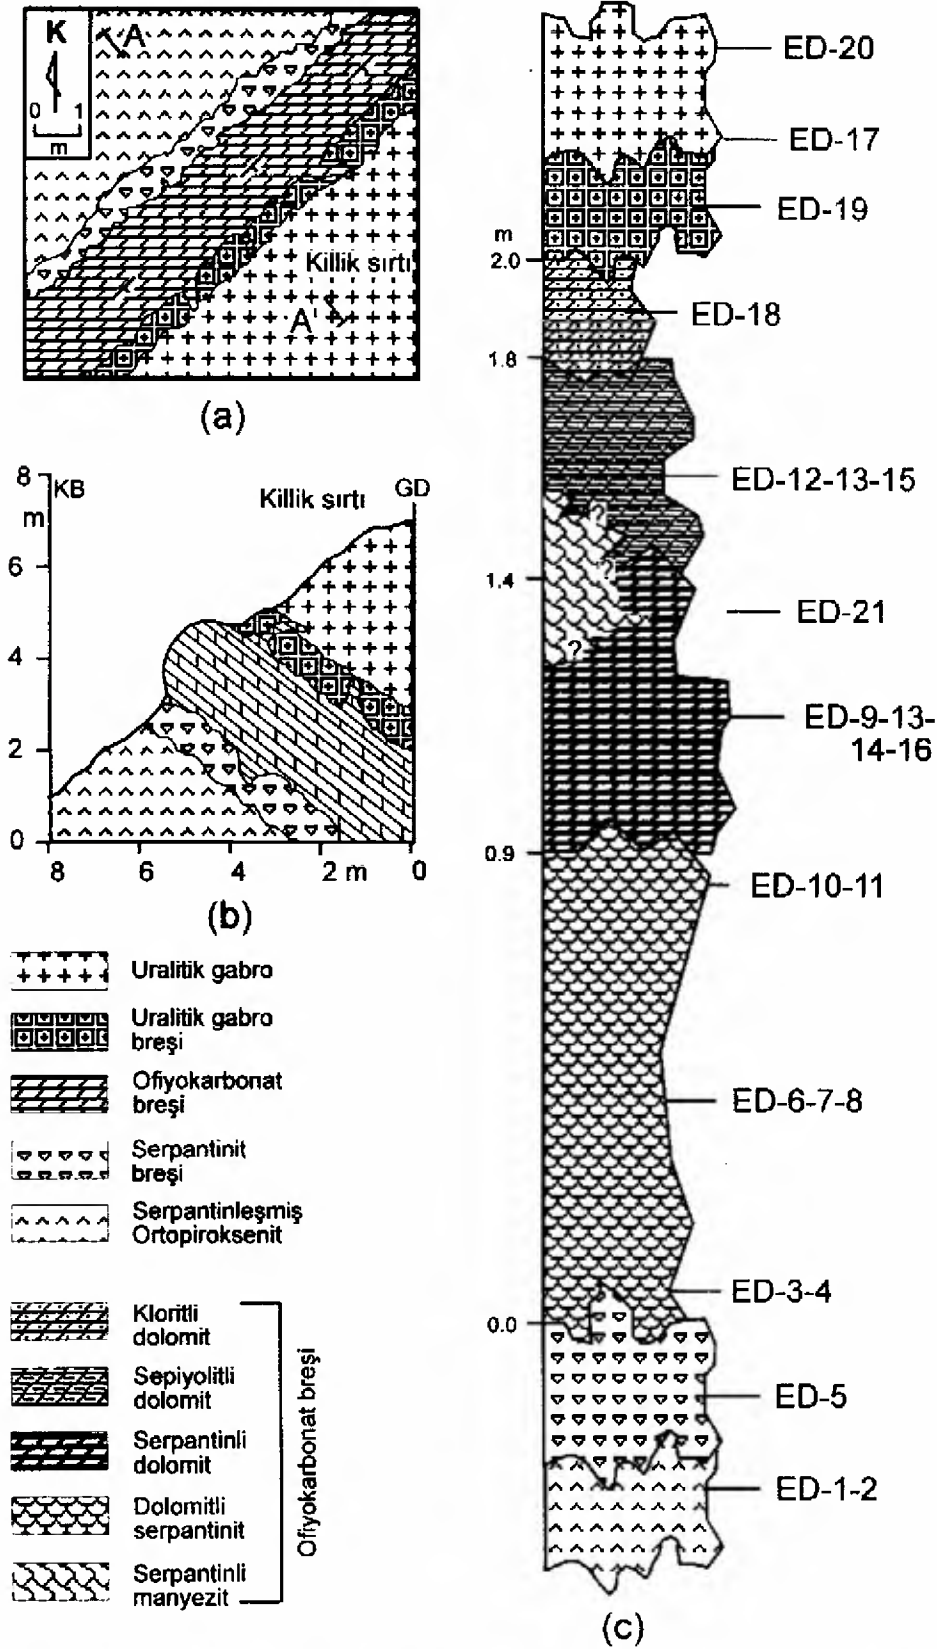 K
A
0 1
m
Killik sırtı
A'
(a)
8
m
6
4
2
0
KB
Killik sırtı
GD
8 6 4 2 m 0
(b)
Uralitik gabro
Uralitik gabro
breşi
Ofiyokarbonat
breşi
Serpantinit
breşi
Serpantinleşmiş
Ortopiroksenit
Kloritli
dolomit
Sepiyolitli
dolomit
Serpantinli
dolomit
Dolomitli
serpantinit
Serpantinli
manyezit
Ofiyokarbonat breşi
m
2.0
1.8
1.4
0.9
0.0
?
?
?
ED-20
ED-17
ED-19
ED-18
ED-12-13-15
ED-21
ED-9-13-
14-16
ED-10-11
ED-6-7-8
ED-3-4
ED-5
ED-1-2
(c)